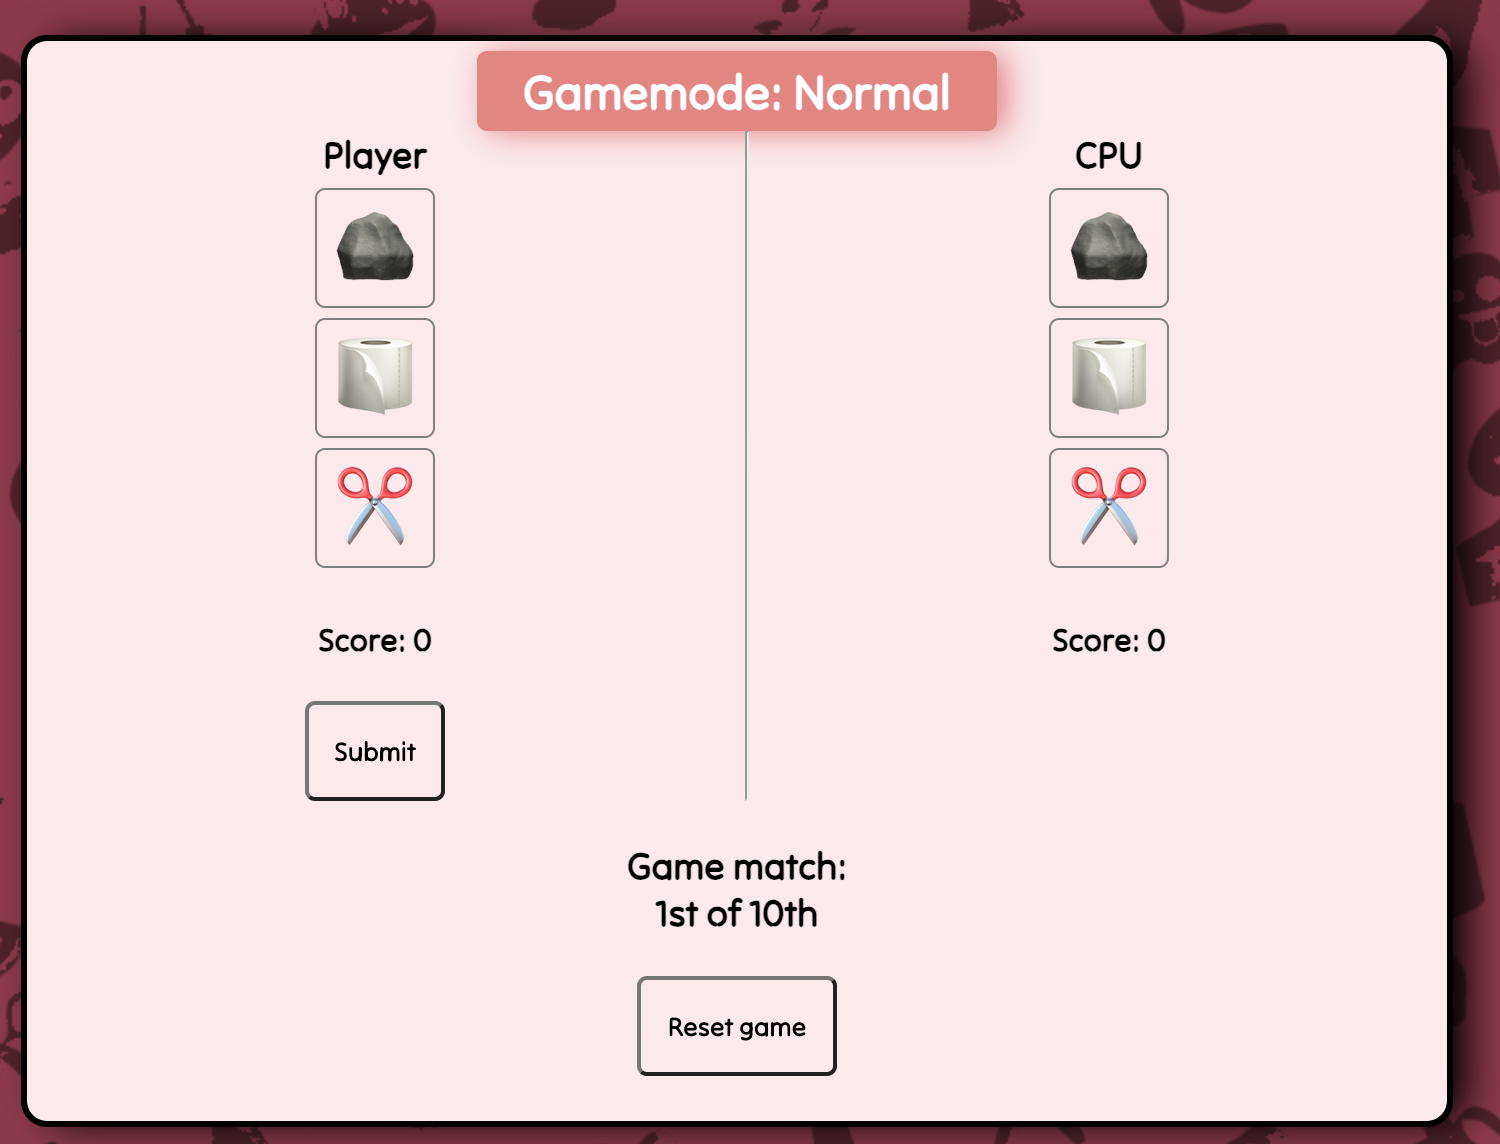 Gamemode: Normal
Player
CPU
Score: 0
Score: 0
Submit
Game match:
1st of 10th
Reset game